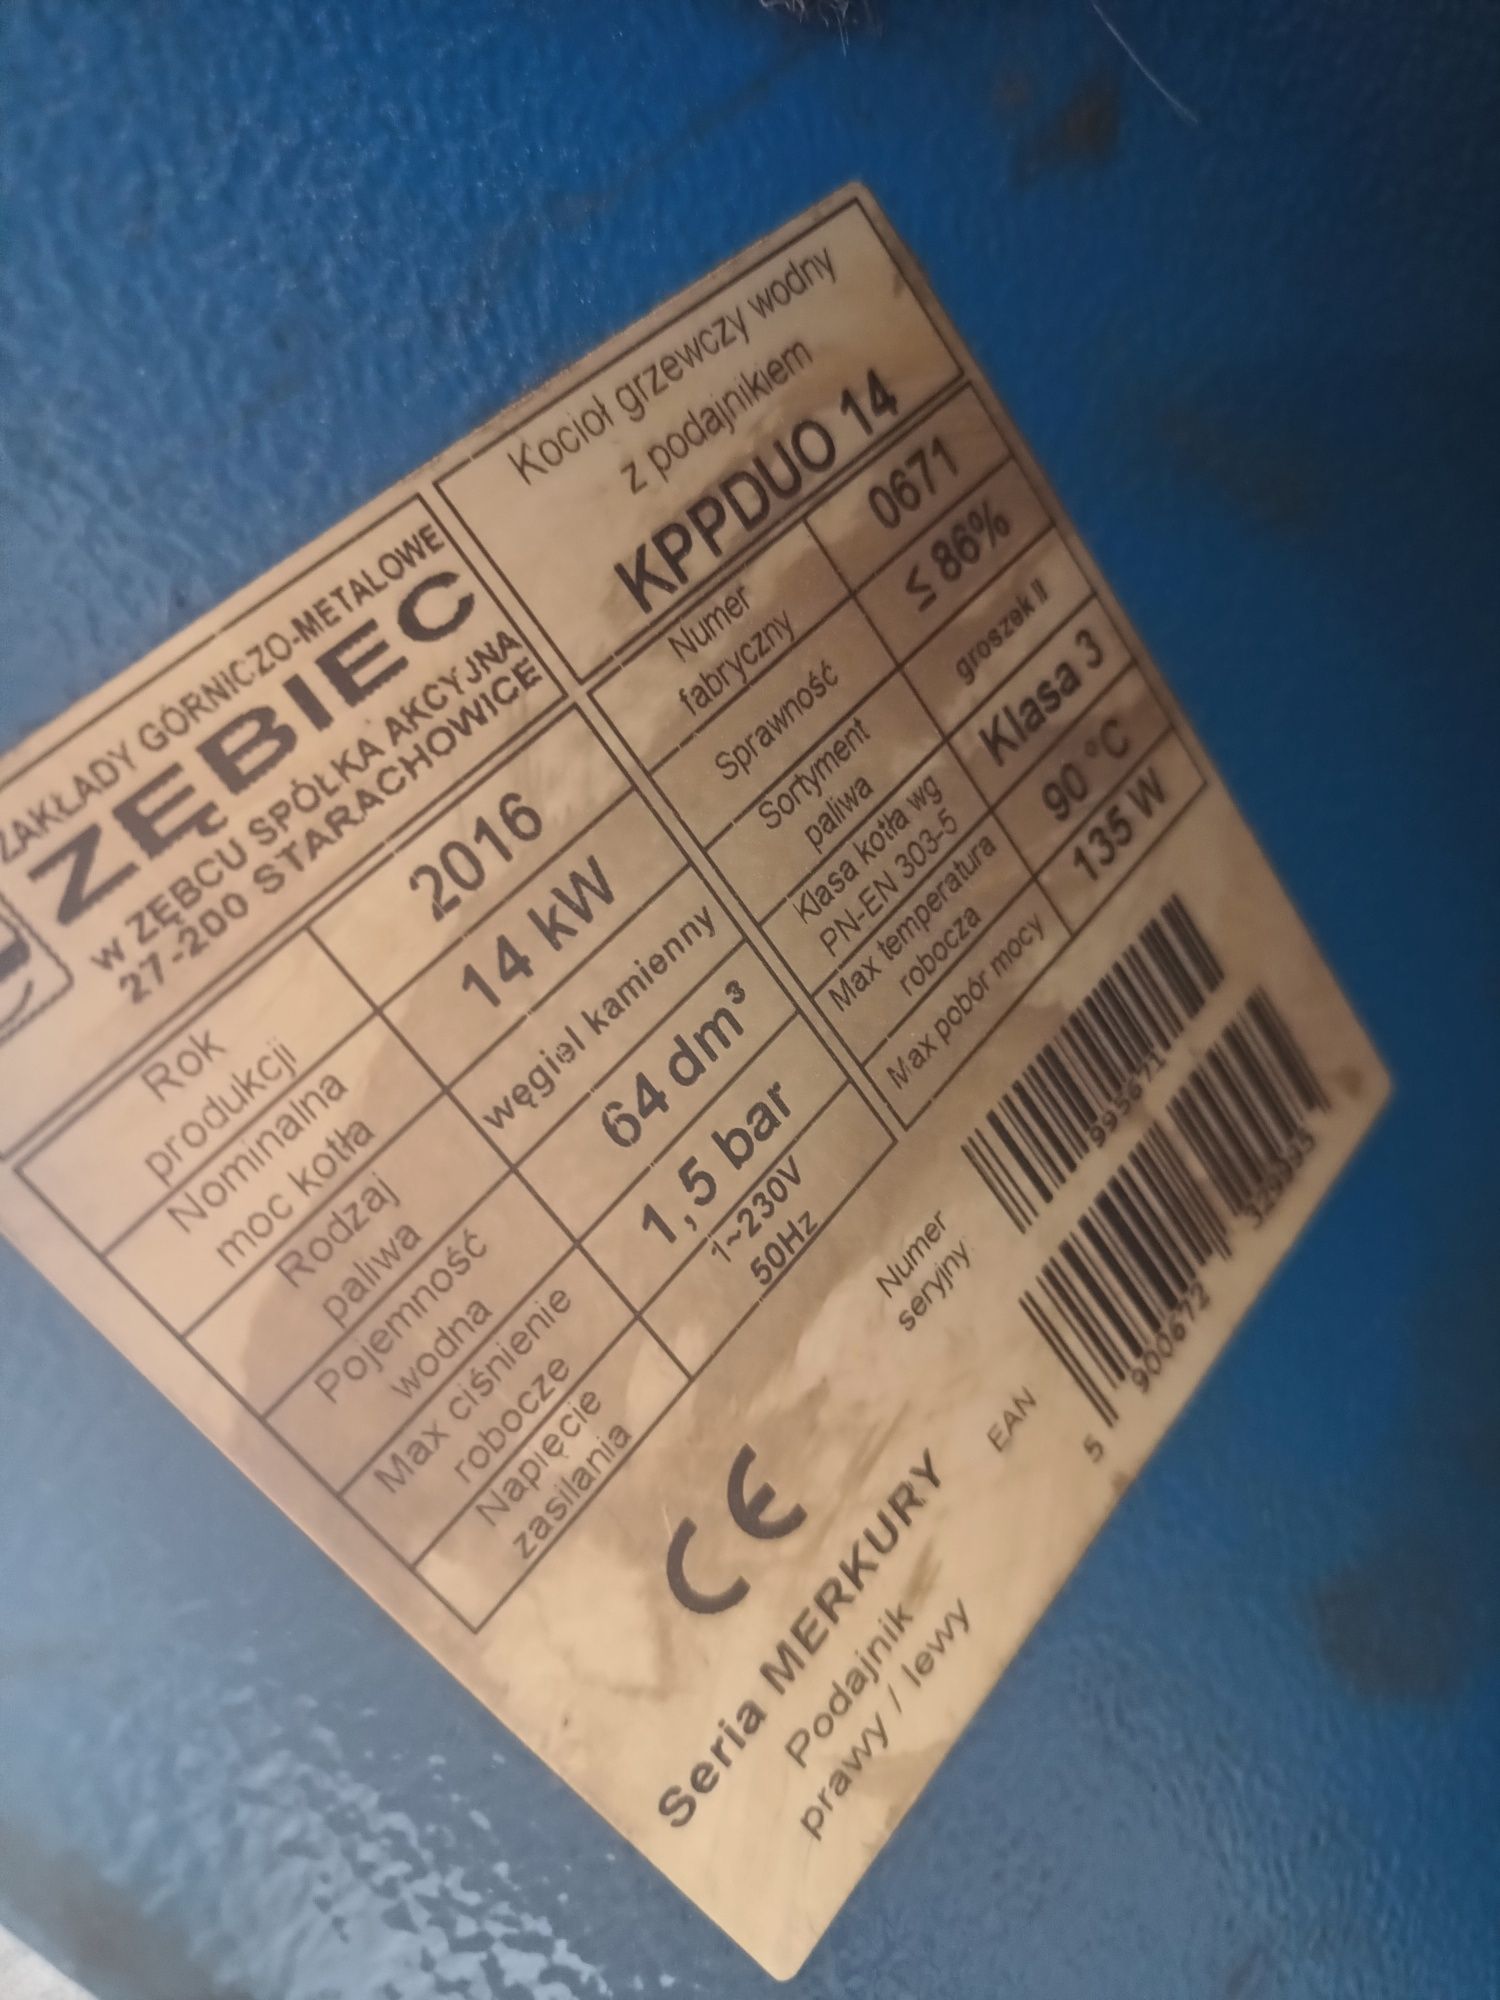 ZAKŁADY GÓRNICZO-METALOWE
ZĘBIEC
w ZĘBCU SPÓŁKA AKCYJNA
27-200 STARACHOWICE
Kocioł grzewczy wodny
z podajnikiem
KPPDUO 14
Rok produkcji 2016
Nominalna moc kotła 14 kW
Rodzaj paliwa węgiel kamienny
Pojemność wodna 64 dm³
Max ciśnienie robocze 1,5 bar
Napięcie zasilania 1~230V 50Hz
Numer fabryczny 0671
Sprawność ≤ 86%
Sortyment paliwa groszek II
Klasa kotła wg PN-EN 303-5 Klasa 3
Max temperatura robocza 90 °C
Max pobór mocy 135 W
CE
Numer seryjny
9956711
Seria MERKURY
Podajnik
prawy / lewy
EAN
5 900672